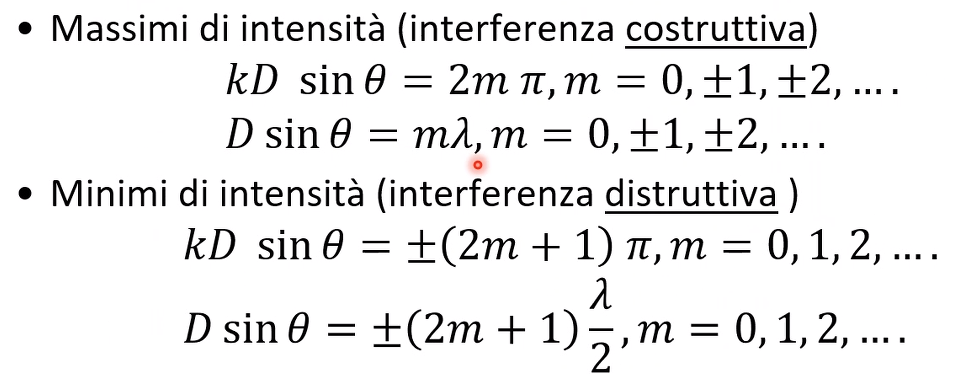 • Massimi di intensità (interferenza costruttiva)
kD sin θ = 2m π, m = 0, ±1, ±2, … .
D sin θ = mλ, m = 0, ±1, ±2, … .
• Minimi di intensità (interferenza distruttiva )
kD sin θ = ±(2m + 1) π, m = 0, 1, 2, … .
D sin θ = ±(2m + 1) λ/2 , m = 0, 1, 2, … .